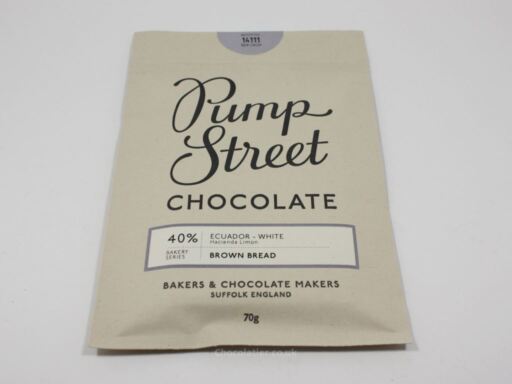 14111
Pump
Street
CHOCOLATE
40%
BAKERY
SERIES
ECUADOR - WHITE
Hacienda Limon
BROWN BREAD
BAKERS & CHOCOLATE MAKERS
SUFFOLK ENGLAND
70g
Chocolatier.co.uk